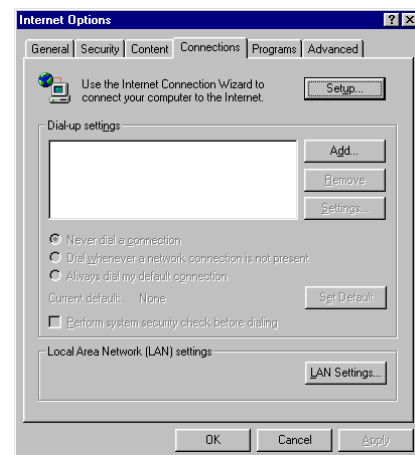 Internet Options
General Security Content Connections Programs Advanced
Use the Internet Connection Wizard to
connect your computer to the Internet.
Setup...
Dial-up settings
Add...
Remove
Settings...
Never dial a connection
Dial whenever a network connection is not present
Always dial my default connection
Current default: None
Set Default
Perform system security check before dialing
Local Area Network (LAN) settings
LAN Settings...
OK Cancel Apply